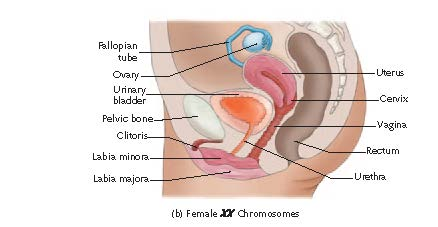 Fallopian
tube
Ovary
Urinary
bladder
Pelvic bone
Clitoris
Labia minora
Labia majora
Uterus
Cervix
Vagina
Rectum
Urethra
(b) Female XX Chromosomes